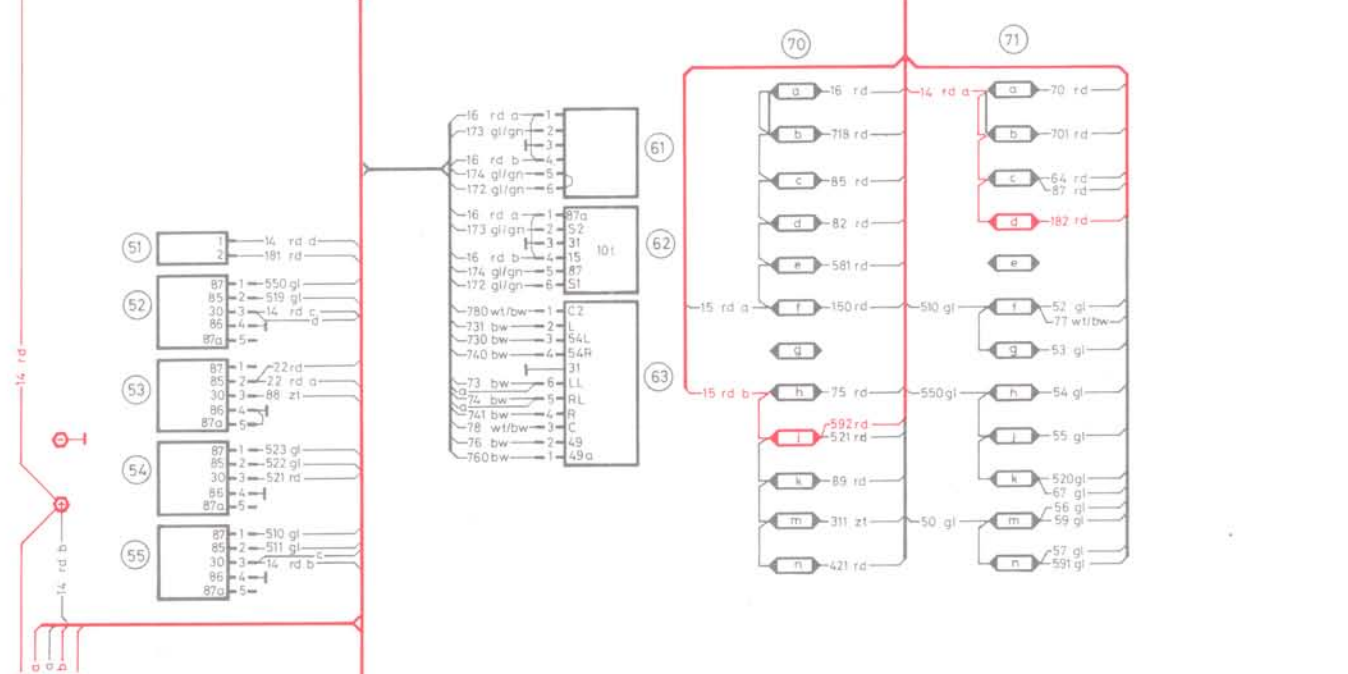 51
1 14 rd d
2 181 rd
52
87 1 550 gl
85 2 519 gl
30 3 14 rd c
86 4 d
87a 5
53
87 1 22 rd
85 2 22 rd a
30 3 88 zt
86 4
87a 5
54
87 1 523 gl
85 2 522 gl
30 3 521 rd
86 4
87a 5
55
87 1 510 gl
85 2 511 gl
30 3 14 rd b c
86 4
87a 5
14 rd
-
+
14 rd b
a a b
61
16 rd a 1
173 gl/gn 2
3
16 rd b 4
174 gl/gn 5
172 gl/gn 6
62
16 rd a 1 87a
173 gl/gn 2 S2
3 31
10t
16 rd b 4 15
174 gl/gn 5 87
172 gl/gn 6 S1
63
780 wt/bw 1 C2
731 bw 2 L
730 bw 3 54L
740 bw 4 54R
31
73 bw 6 LL
a
74 bw 5 RL
a
741 bw 4 R
78 wt/bw 3 C
76 bw 2 49
760 bw 1 49a
70
a 16 rd
b 718 rd
c 85 rd
d 82 rd
e 581 rd
15 rd a f 150 rd
g
15 rd b h 75 rd
592 rd
j 521 rd
k 89 rd
m 311 zt
n 421 rd
71
14 rd a a 70 rd
b 701 rd
c 64 rd
87 rd
d 182 rd
e
510 gl f 52 gl
77 wt/bw
g 53 gl
550 gl h 54 gl
j 55 gl
k 520 gl
67 gl
56 gl
50 gl m 59 gl
57 gl
n 591 gl